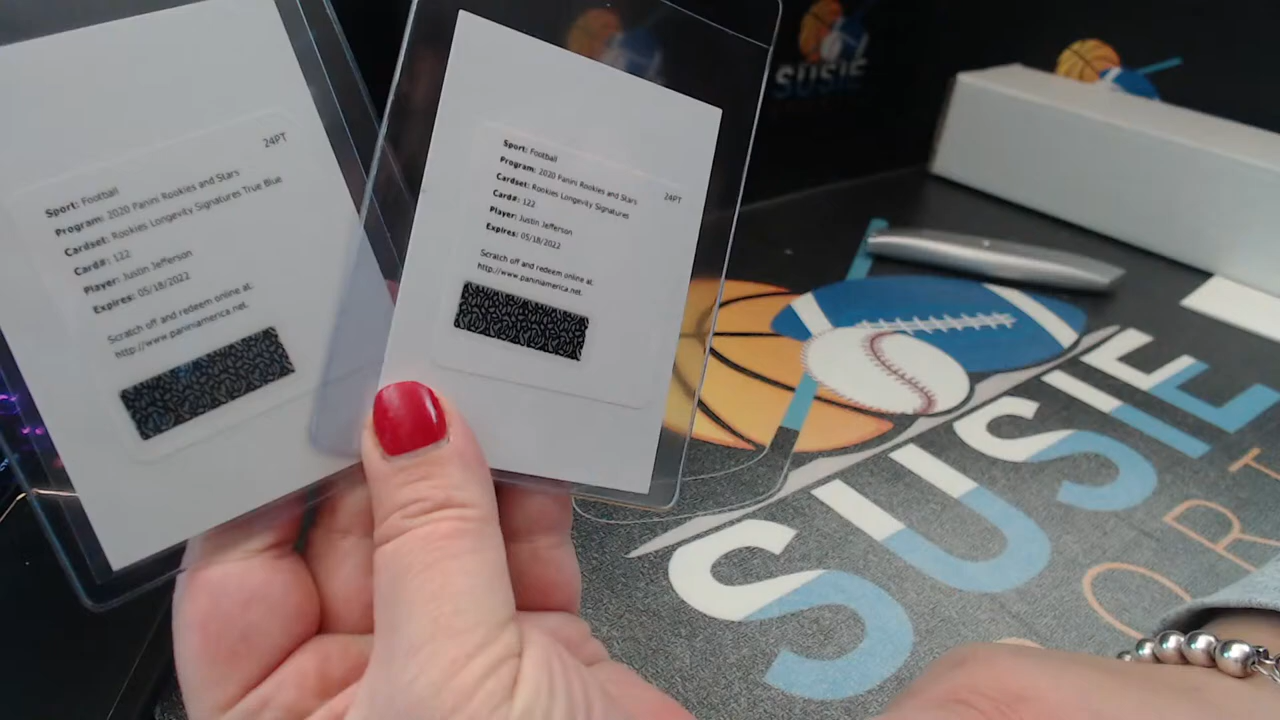 24PT
Sport: Football
Program: 2020 Panini Rookies and Stars
Cardset: Rookies Longevity Signatures True Blue
Card#: 122
Player: Justin Jefferson
Expires: 05/18/2022
Scratch off and redeem online at:
http://www.paniniamerica.net.
Sport: Football
Program: 2020 Panini Rookies and Stars
Cardset: Rookies Longevity Signatures
24PT
Card#: 122
Player: Justin Jefferson
Expires: 05/18/2022
Scratch off and redeem online at:
http://www.paniniamerica.net.
SUSIE
SUSIE